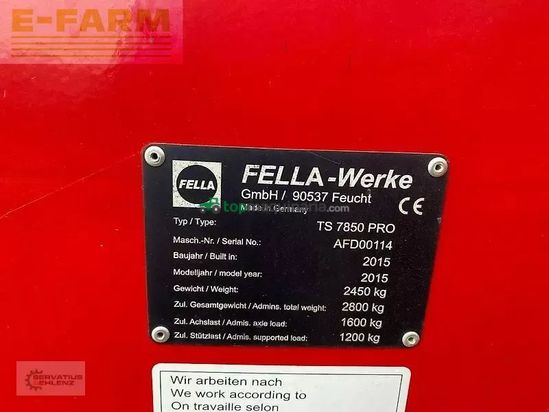 E-FARM
FELLA
FELLA-Werke
GmbH/ 90537 Feucht
Made in Germany
CE
Typ / Type: TS 7850 PRO
Masch.-Nr. / Serial No.: AFD00114
Baujahr / Built in: 2015
Modelljahr / model year: 2015
Gewicht / Weight: 2450 kg
Zul. Gesamtgewicht / Admins. total weight: 2800 kg
Zul. Achslast / Admis. axle load: 1600 kg
Zul. Stützlast / Admis. supported load: 1200 kg
Wir arbeiten nach
We work according to
On travaille selon
SERVATIUS
EHLENZ